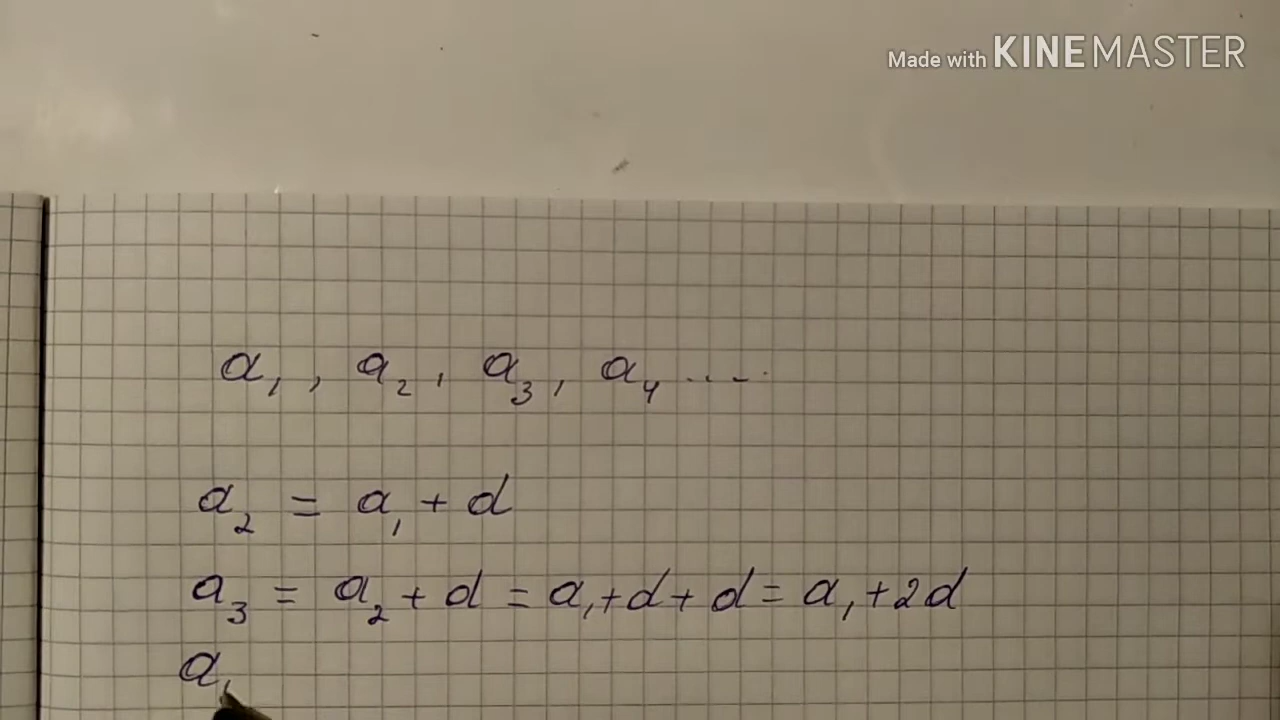 Made with KINEMASTER
a₁, a₂, a₃, a₄ ....
a₂ = a₁ + d
a₃ = a₂ + d = a₁ + d + d = a₁ + 2d
a